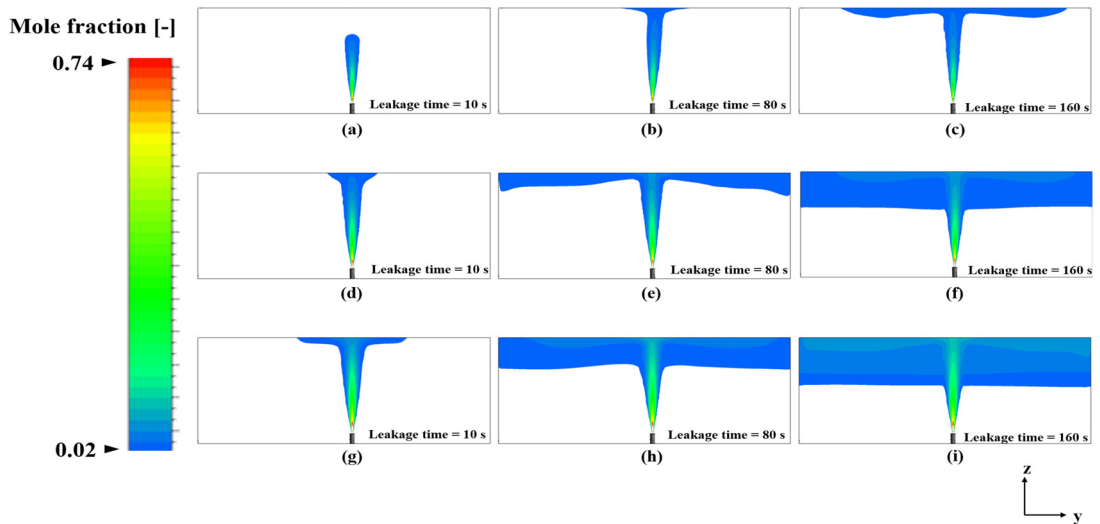 Mole fraction [-]
0.74 ►
0.02 ►
Leakage time = 10 s
Leakage time = 80 s
Leakage time = 160 s
(a)
(b)
(c)
Leakage time = 10 s
Leakage time = 80 s
Leakage time = 160 s
(d)
(e)
(f)
Leakage time = 10 s
Leakage time = 80 s
Leakage time = 160 s
(g)
(h)
(i)
z
y